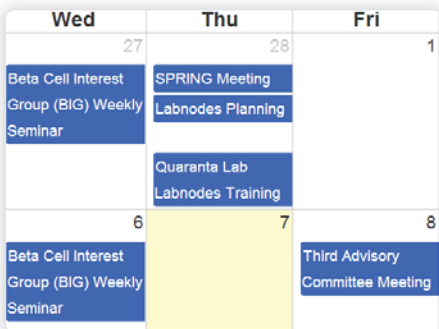 Wed Thu Fri
27 28 1
Beta Cell Interest
Group (BIG) Weekly
Seminar
SPRING Meeting
Labnodes Planning
Quaranta Lab
Labnodes Training
6 7 8
Beta Cell Interest
Group (BIG) Weekly
Seminar
Third Advisory
Committee Meeting